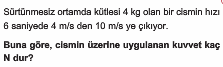 Sürtünmesiz ortamda kütlesi 4 kg olan bir cismin hızı
6 saniyede 4 m/s den 10 m/s ye çıkıyor.
Buna göre, cismin üzerine uygulanan kuvvet kaç
N dur?